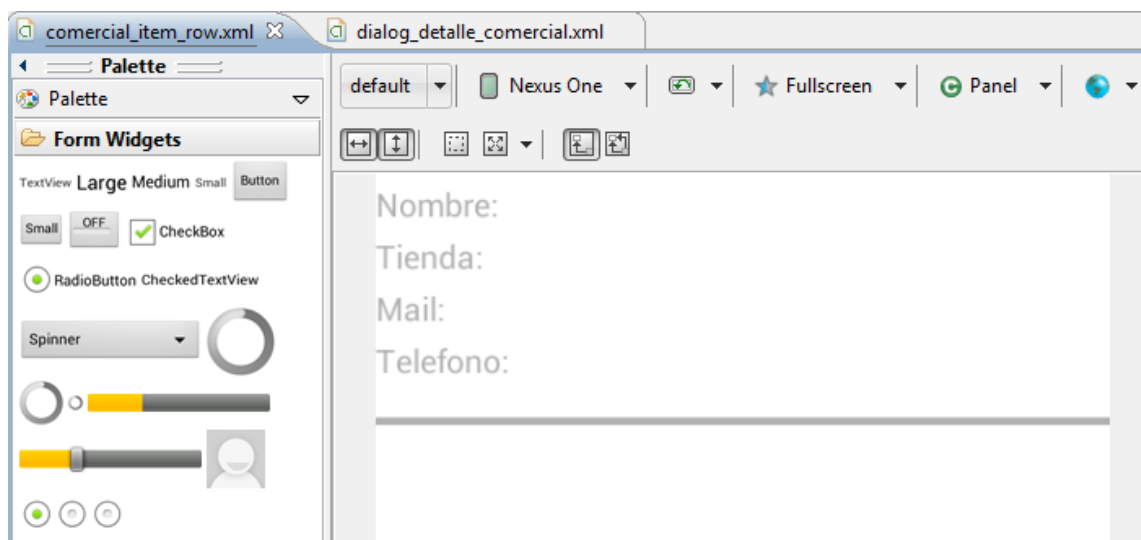 comercial_item_row.xml
dialog_detalle_comercial.xml
Palette
Palette
Form Widgets
TextView Large Medium Small Button
Small OFF CheckBox
RadioButton CheckedTextView
Spinner
default Nexus One Fullscreen C Panel
Nombre:
Tienda:
Mail:
Telefono: